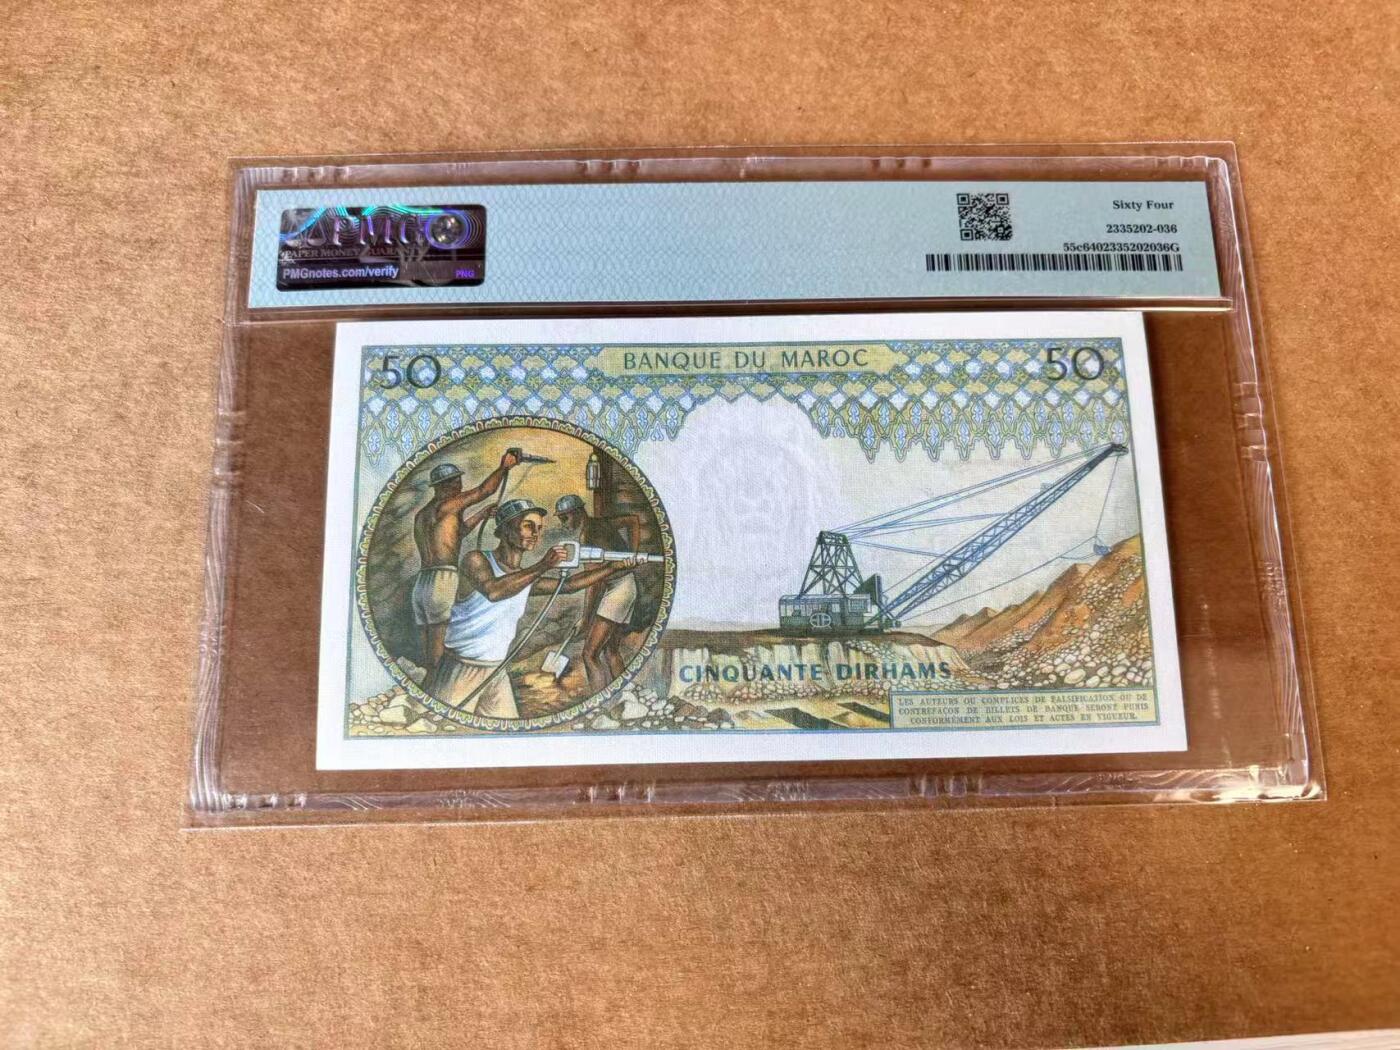 PMG
PAPER MONEY GUARANTY
PMGnotes.com/verify
PNG
Sixty Four
2335202-036
55c6402335202036G
50
BANQUE DU MAROC
50
CINQUANTE DIRHAMS
LES AUTEURS OU COMPLICES DE FALSIFICATION OU DE
CONTREFAÇON DE BILLETS DE BANQUE SERONT PUNIS
CONFORMÉMENT AUX LOIS ET ACTES EN VIGUEUR.